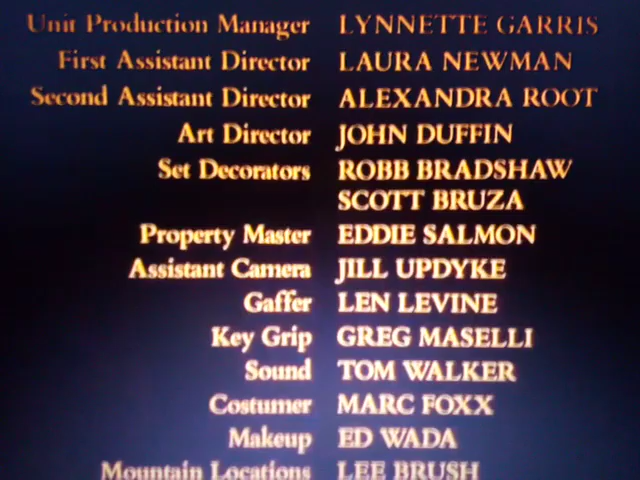 Unit Production Manager LYNNETTE GARRIS
First Assistant Director LAURA NEWMAN
Second Assistant Director ALEXANDRA ROOT
Art Director JOHN DUFFIN
Set Decorators ROBB BRADSHAW
SCOTT BRUZA
Property Master EDDIE SALMON
Assistant Camera JILL UPDYKE
Gaffer LEN LEVINE
Key Grip GREG MASELLI
Sound TOM WALKER
Costumer MARC FOXX
Makeup ED WADA
Mountain Locations LEE BRUSH